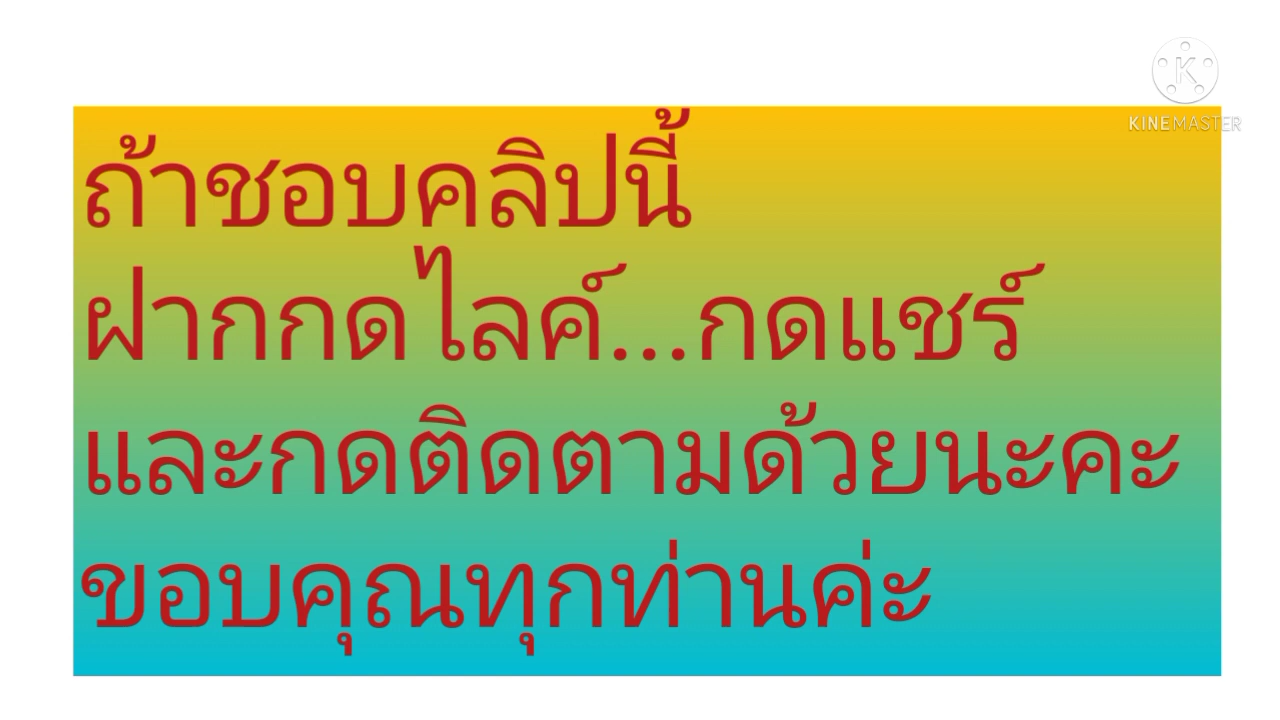 KINEMASTER
ถ้าชอบคลิปนี้
ฝากกดไลค์...กดแชร์
และกดติดตามด้วยนะคะ
ขอบคุณทุกท่านค่ะ